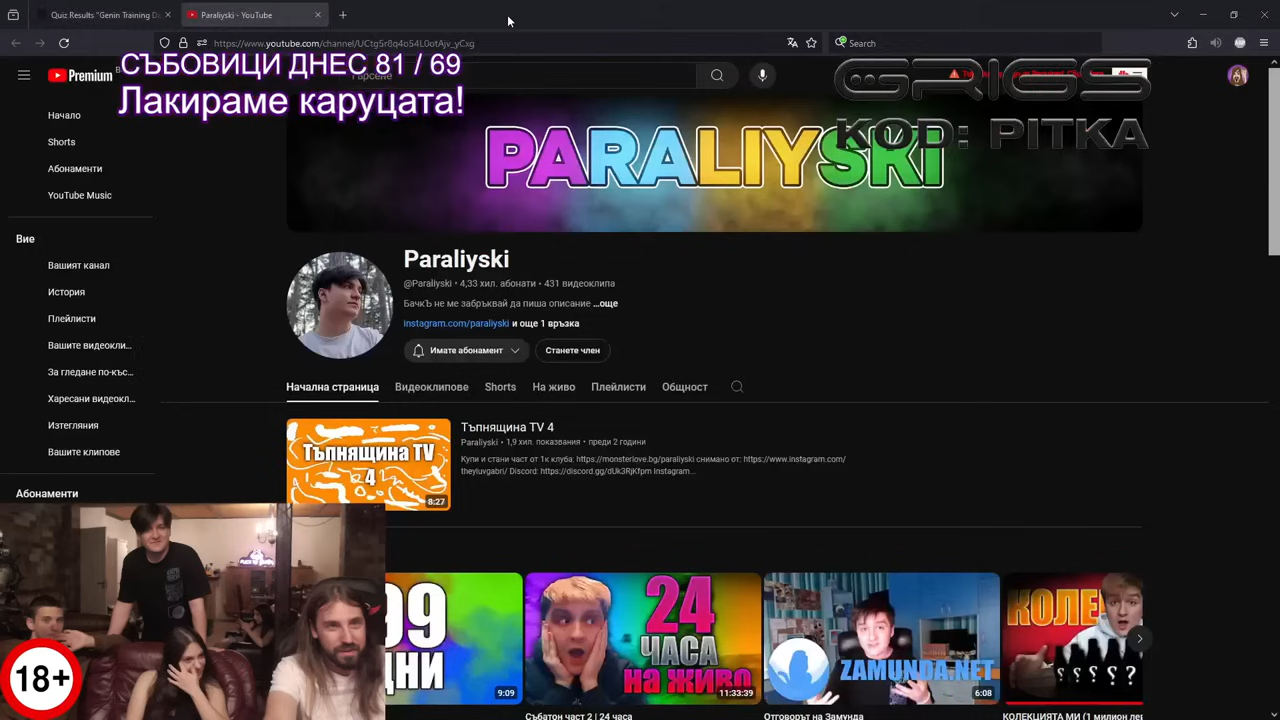 Quiz Results "Genin Training Da
Paraliyski - YouTube
https://www.youtube.com/channel/UCtg5r8q4o54L0otAjv_yCxg
Search
СЪБОВИЦИ ДНЕС 81 / 69
Лакираме каруцата!
Premium
Търсене
GRIGS
KOD: PITKA
PARALIYSKI
Начало
Shorts
Абонаменти
YouTube Music
Вие
Вашият канал
История
Плейлисти
Вашите видеокли...
За гледане по-къс...
Харесани видеокл...
Изтегляния
Вашите клипове
Абонаменти
Paraliyski
@Paraliyski • 4,33 хил. абонати • 431 видеоклипа
БачкЪ не ме забръквай да пиша описание ...още
instagram.com/paraliyski и още 1 връзка
Имате абонамент
Станете член
Начална страница
Видеоклипове
Shorts
На живо
Плейлисти
Общност
Тъпнящина TV 4
Paraliyski • 1,9 хил. показвания • преди 2 години
Купи и стани част от 1к клуба: https://monsterlove.bg/paraliyski снимано от: https://www.instagram.com/
theyluvgabri/ Discord: https://discord.gg/dUk3RjKfpm Instagram...
Тъпнящина TV
4
8:27
99
ДНИ
9:09
24
ЧАСА
НА ЖИВО
11:33:39
ZAMUNDA.NET
6:08
КОЛЕ
? ? ? ? ?
Събатон част 2 | 24 часа
Отговорът на Замунда
КОЛЕКЦИЯТА МИ (1 милион лев
18+